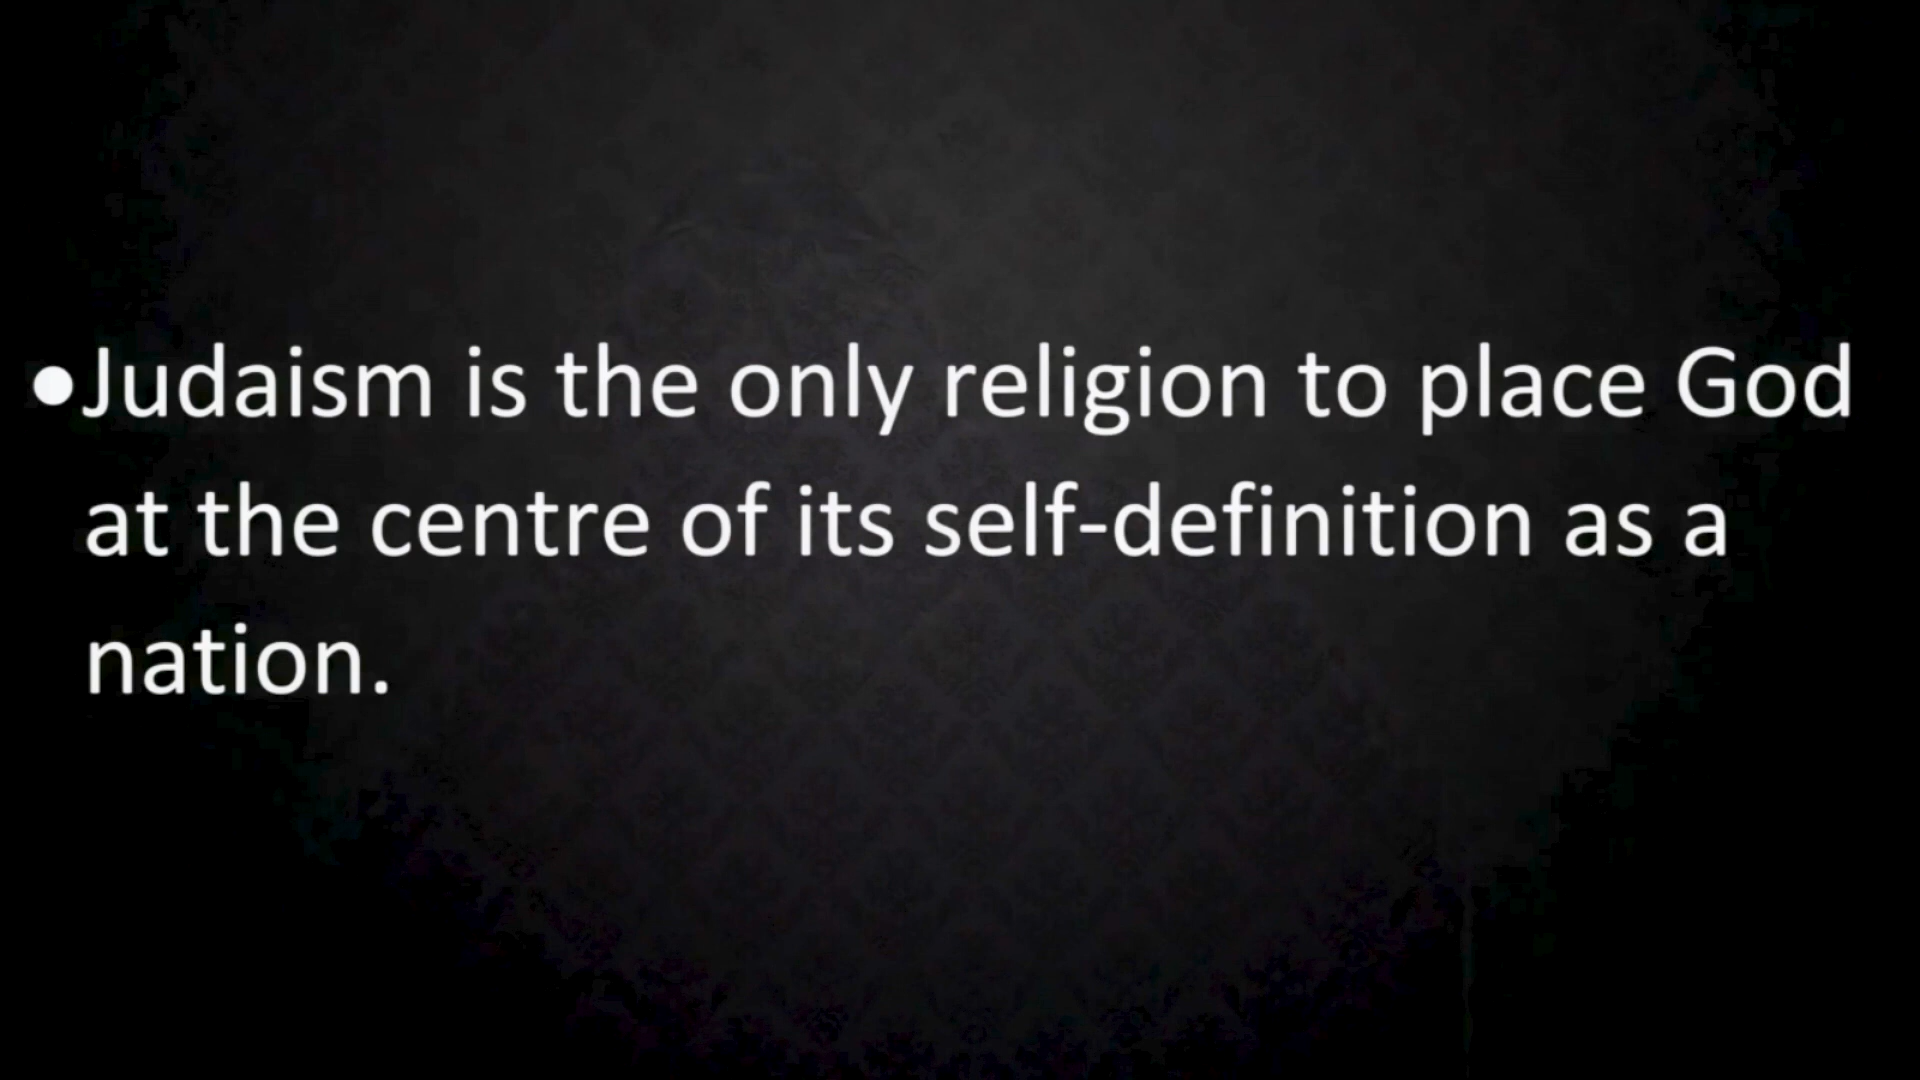 •Judaism is the only religion to place God
at the centre of its self-definition as a
nation.